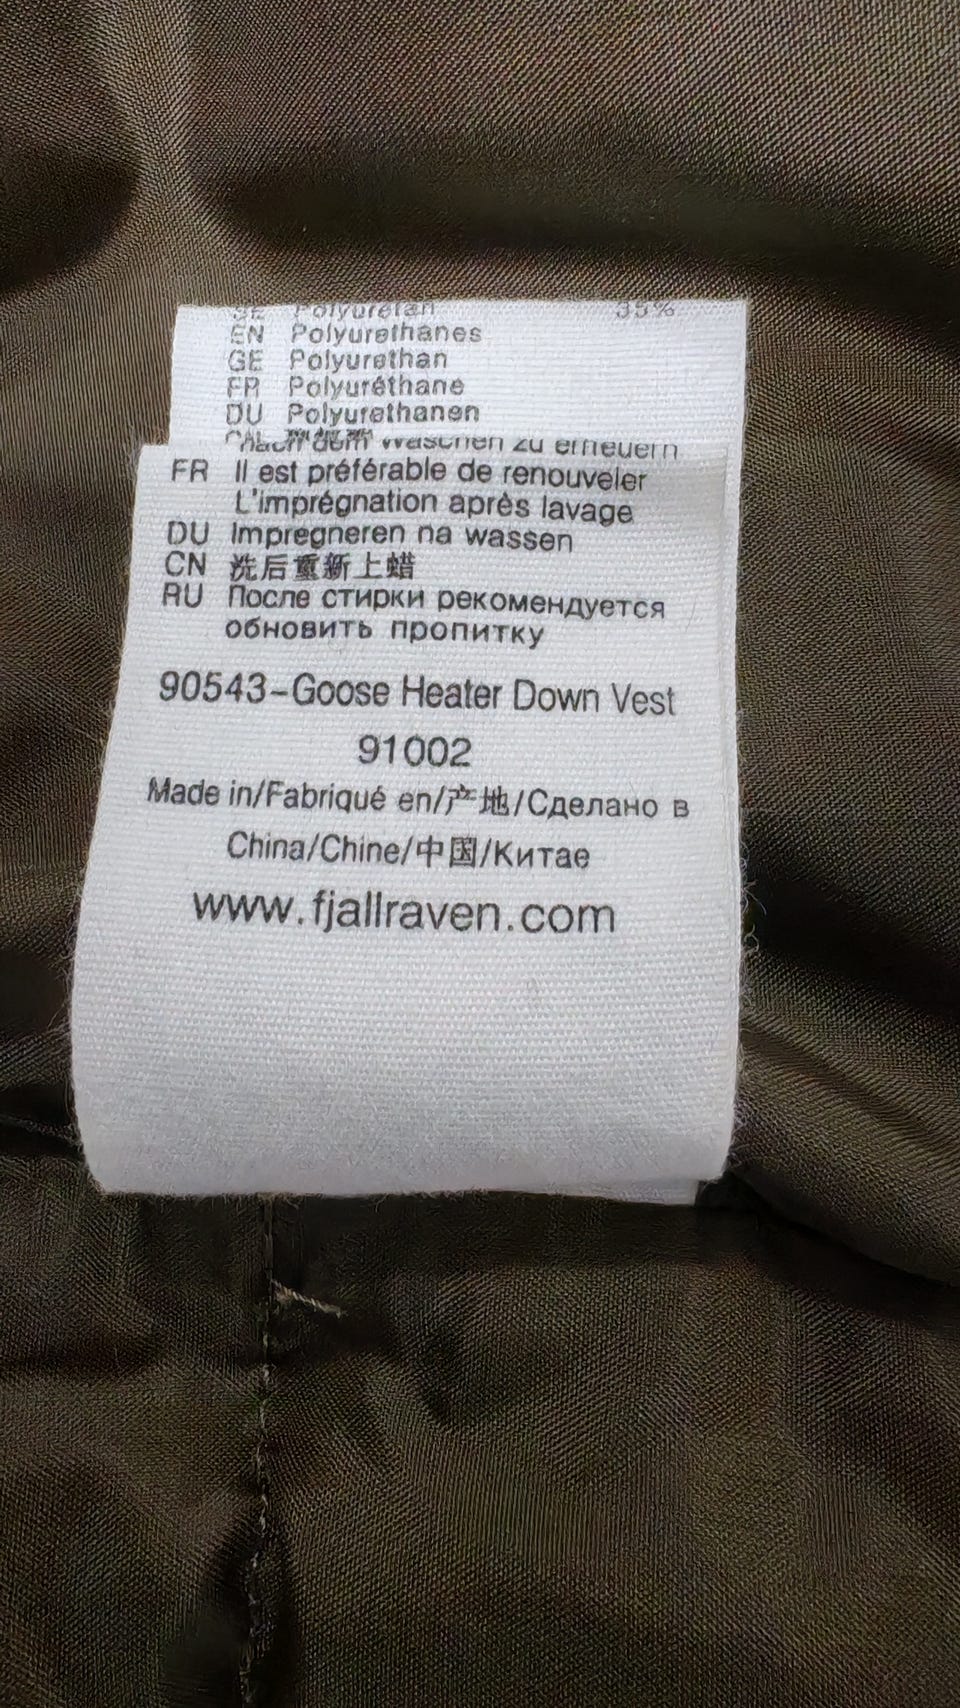 SE Polyuretan 35%
EN Polyurethanes
GE Polyurethan
FR Polyuréthane
DU Polyurethanen
nach dem Waschen zu erneuern
FR Il est préférable de renouveler
L'imprégnation après lavage
DU Impregneren na wassen
CN 洗后重新上蜡
RU После стирки рекомендуется
обновить пропитку
90543-Goose Heater Down Vest
91002
Made in/Fabriqué en/产地/Сделано в
China/Chine/中国/Китае
www.fjallraven.com